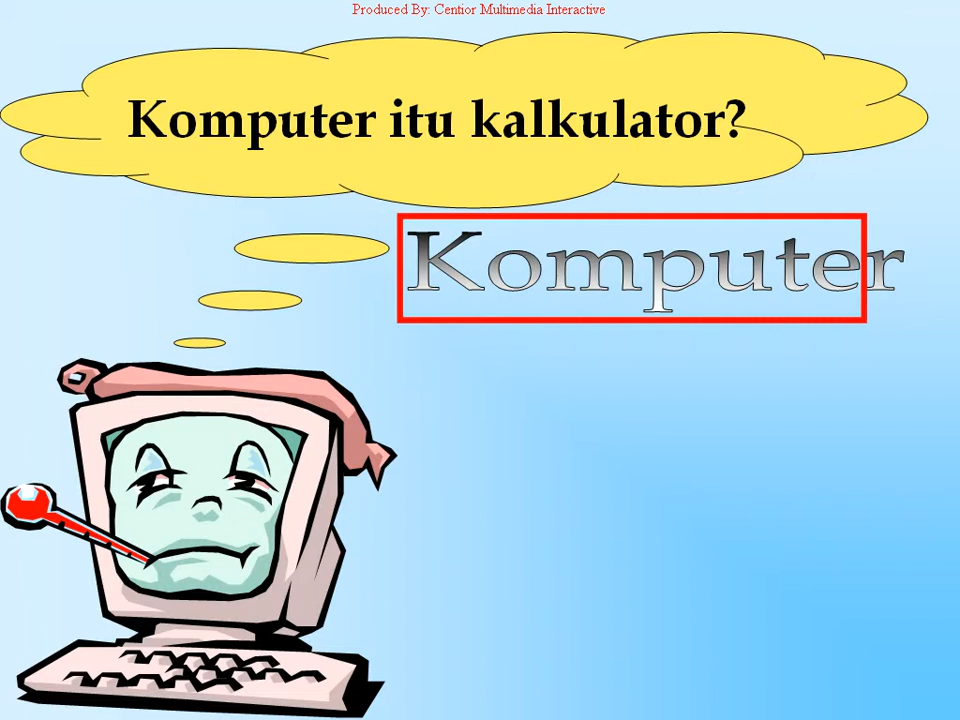 Produced By: Centior Multimedia Interactive
Komputer itu kalkulator?
Komputer